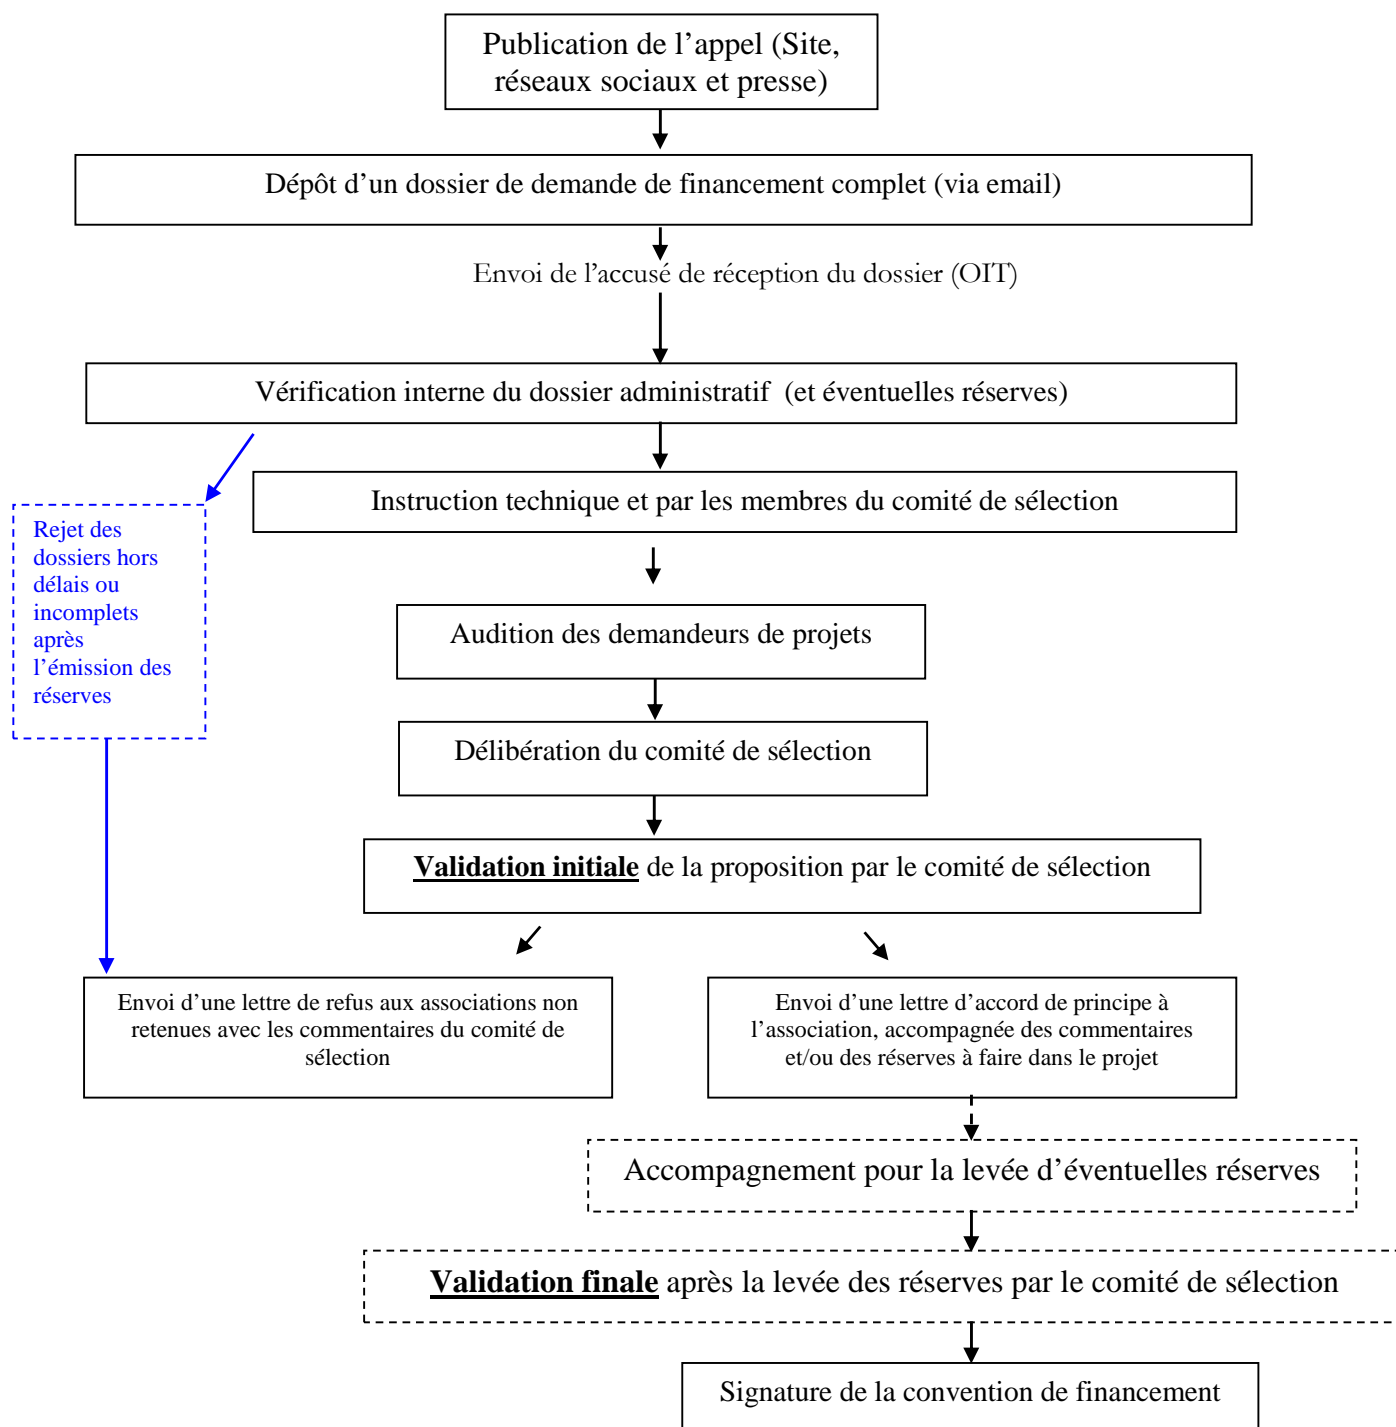 Publication de l’appel (Site,
réseaux sociaux et presse)
Dépôt d’un dossier de demande de financement complet (via email)
Envoi de l’accusé de réception du dossier (OIT)
Vérification interne du dossier administratif  (et éventuelles réserves)
Instruction technique et par les membres du comité de sélection
Rejet des
dossiers hors
délais ou
incomplets
après
l’émission des
réserves
Audition des demandeurs de projets
Délibération du comité de sélection
Validation initiale de la proposition par le comité de sélection
Envoi d’une lettre de refus aux associations non
retenues avec les commentaires du comité de
sélection
Envoi d’une lettre d’accord de principe à
l’association, accompagnée des commentaires
et/ou des réserves à faire dans le projet
Accompagnement pour la levée d’éventuelles réserves
Validation finale après la levée des réserves par le comité de sélection
Signature de la convention de financement